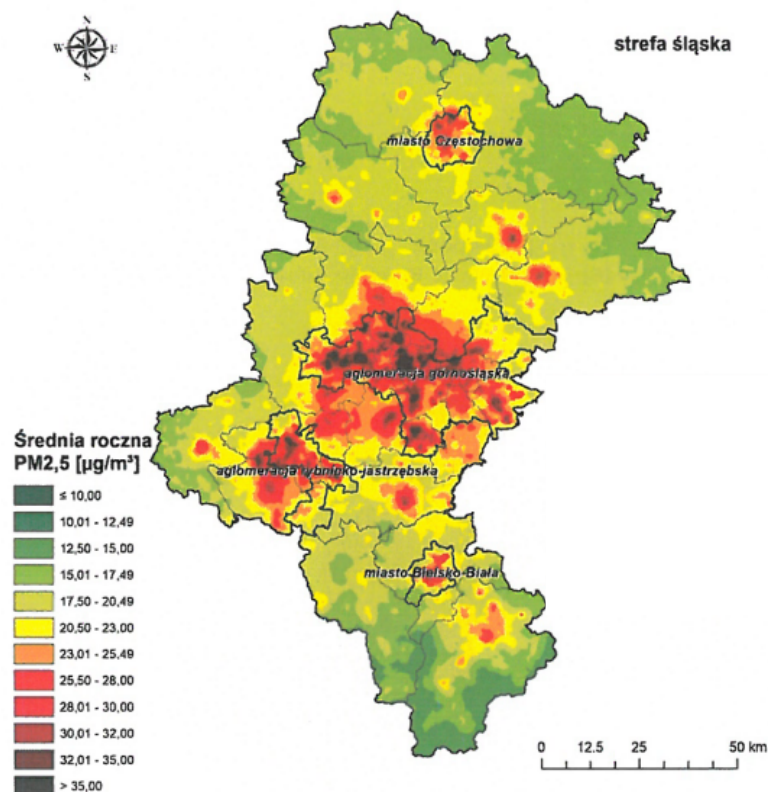 N
W E
S
strefa śląska
miasto Częstochowa
aglomeracja górnośląska
aglomeracja rybnicko-jastrzębska
miasto Bielsko-Biała
Średnia roczna
PM2,5 [µg/m³]
≤ 10,00
10,01 - 12,49
12,50 - 15,00
15,01 - 17,49
17,50 - 20,49
20,50 - 23,00
23,01 - 25,49
25,50 - 28,00
28,01 - 30,00
30,01 - 32,00
32,01 - 35,00
> 35,00
0 12.5 25 50 km